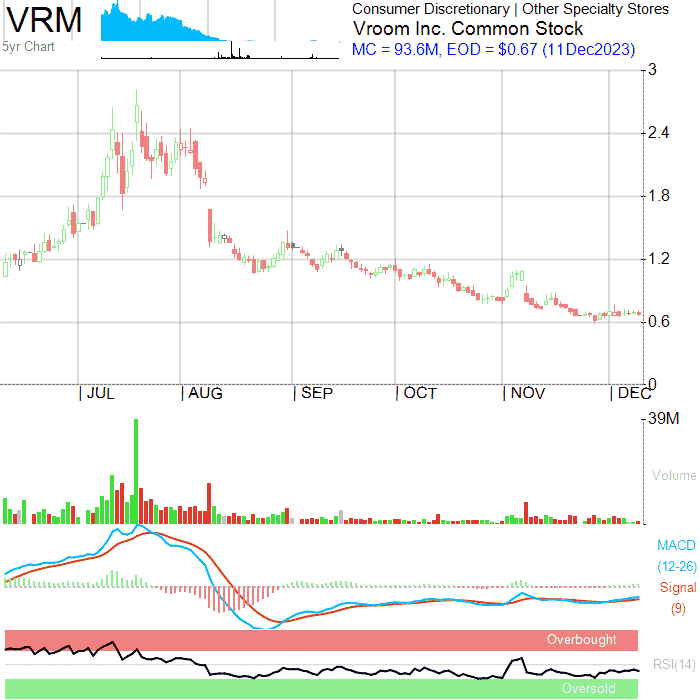 VRM
5yr Chart
Consumer Discretionary | Other Specialty Stores
Vroom Inc. Common Stock
MC = 93.6M, EOD = $0.67 (11Dec2023)
3
2.4
1.8
1.2
0.6
0
| JUL | AUG | SEP | OCT | NOV | DEC
39M
Volume
MACD
(12-26)
Signal
(9)
Overbought
RSI(14)
Oversold